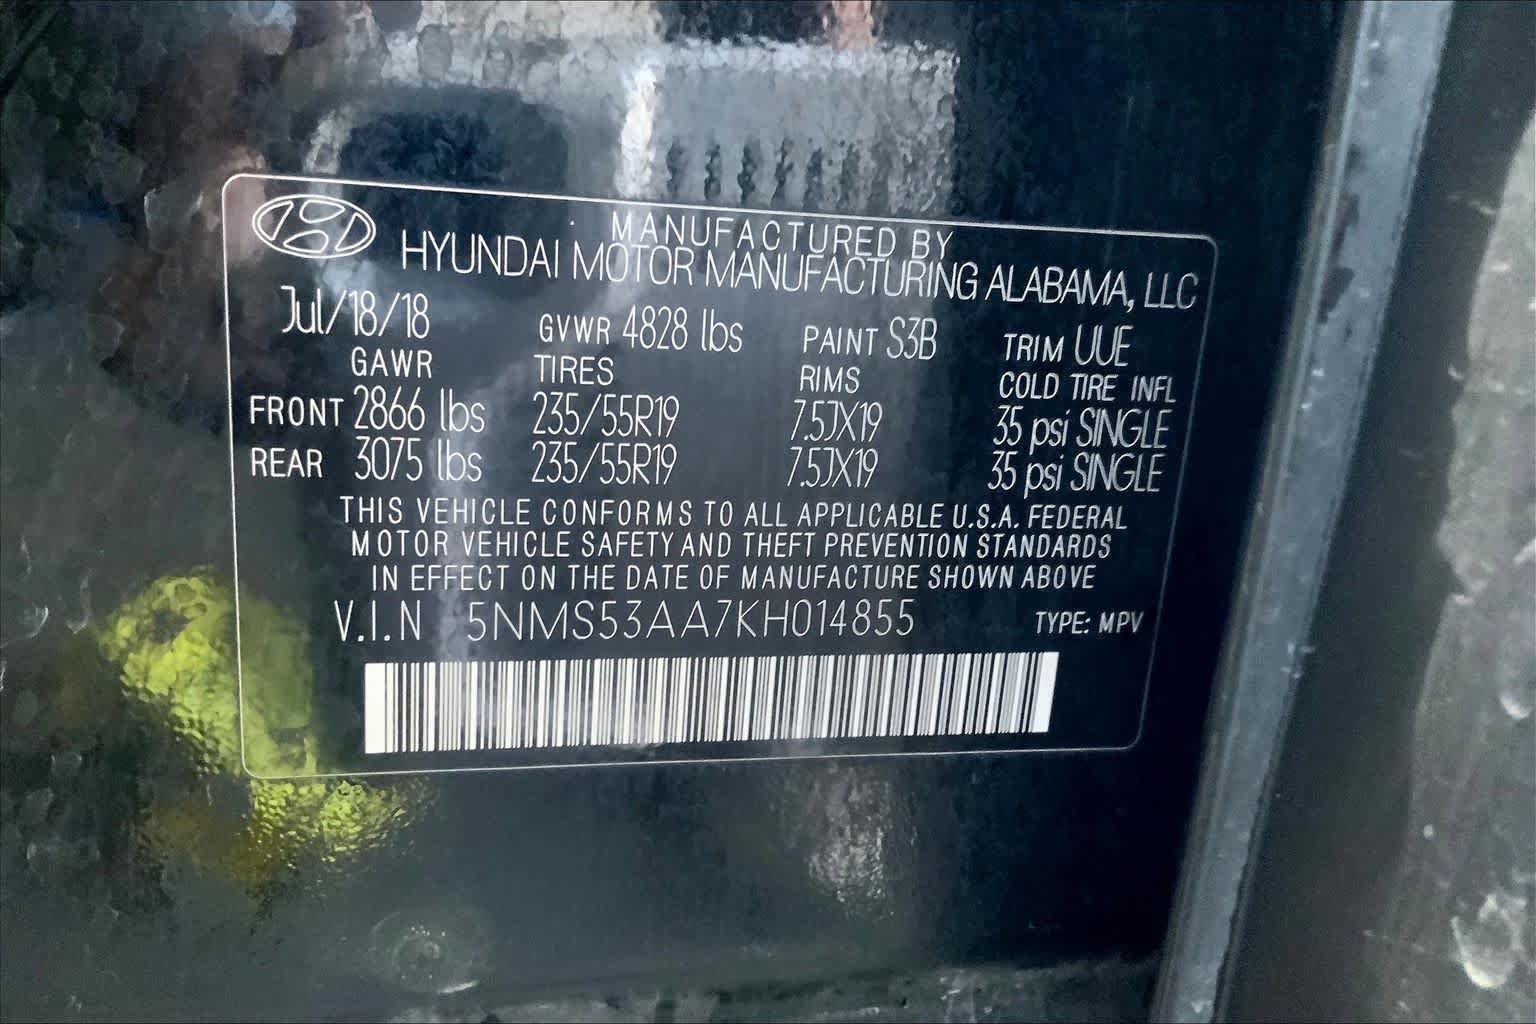 MANUFACTURED BY
HYUNDAI MOTOR MANUFACTURING ALABAMA, LLC
Jul/18/18 GVWR 4828 lbs PAINT S3B TRIM UUE
GAWR TIRES RIMS COLD TIRE INFL
FRONT 2866 lbs 235/55R19 7.5JX19 35 psi SINGLE
REAR 3075 lbs 235/55R19 7.5JX19 35 psi SINGLE
THIS VEHICLE CONFORMS TO ALL APPLICABLE U.S.A. FEDERAL
MOTOR VEHICLE SAFETY AND THEFT PREVENTION STANDARDS
IN EFFECT ON THE DATE OF MANUFACTURE SHOWN ABOVE
V.I.N 5NMS53AA7KH014855 TYPE: MPV